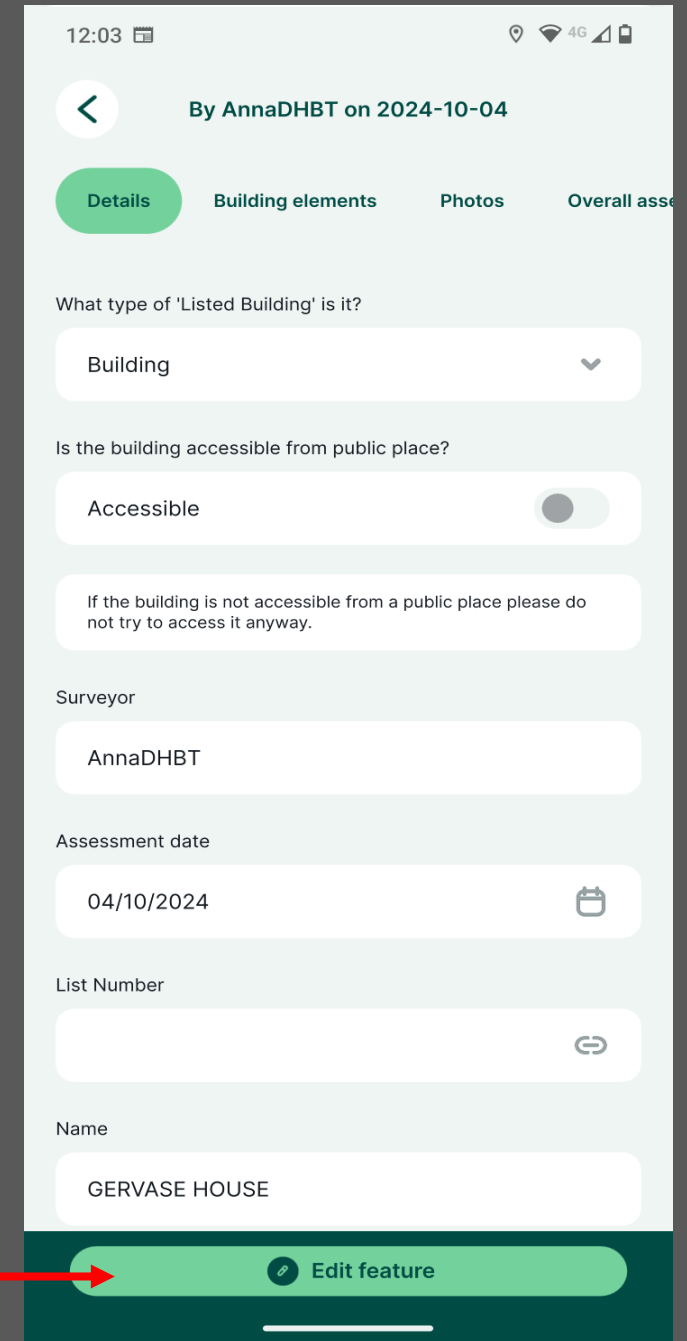 12:03
4G
By AnnaDHBT on 2024-10-04
Details Building elements Photos Overall asse
What type of 'Listed Building' is it?
Building
Is the building accessible from public place?
Accessible
If the building is not accessible from a public place please do
not try to access it anyway.
Surveyor
AnnaDHBT
Assessment date
04/10/2024
List Number
Name
GERVASE HOUSE
Edit feature